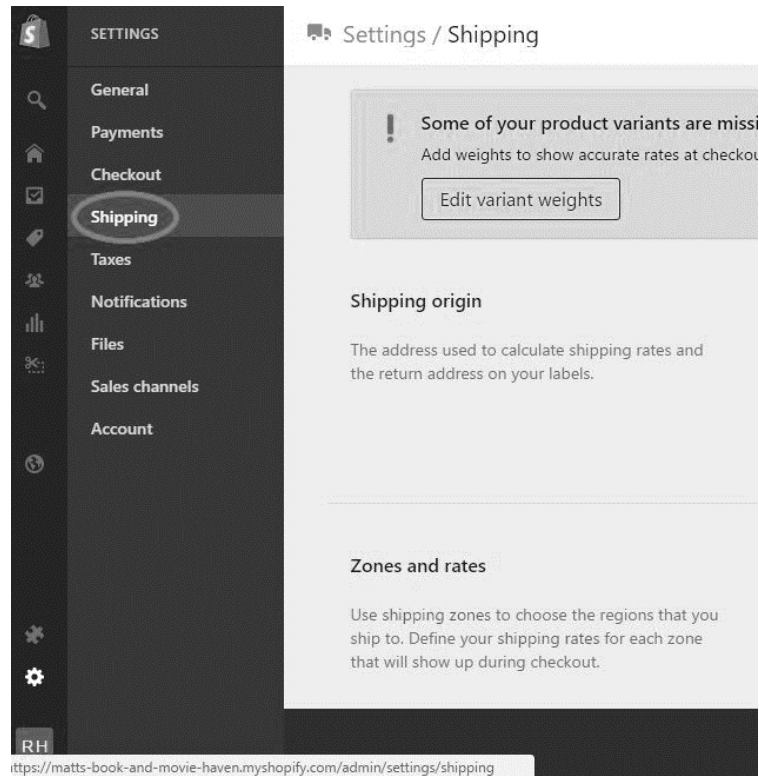 SETTINGS
General
Payments
Checkout
Shipping
Taxes
Notifications
Files
Sales channels
Account
RH
Settings / Shipping
Some of your product variants are missi
Add weights to show accurate rates at checkou
Edit variant weights
Shipping origin
The address used to calculate shipping rates and
the return address on your labels.
Zones and rates
Use shipping zones to choose the regions that you
ship to. Define your shipping rates for each zone
that will show up during checkout.
ttps://matts-book-and-movie-haven.myshopify.com/admin/settings/shipping